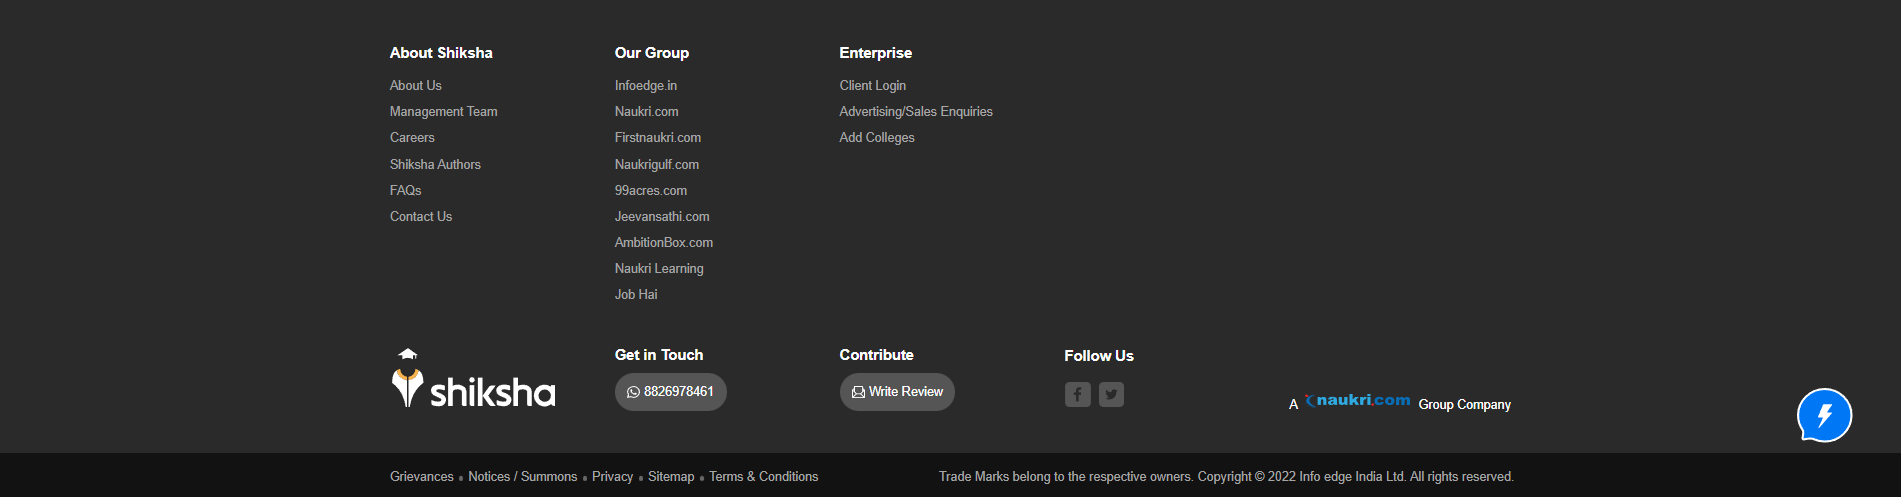 About Shiksha
About Us
Management Team
Careers
Shiksha Authors
FAQs
Contact Us
Our Group
Infoedge.in
Naukri.com
Firstnaukri.com
Naukrigulf.com
99acres.com
Jeevansathi.com
AmbitionBox.com
Naukri Learning
Job Hai
Enterprise
Client Login
Advertising/Sales Enquiries
Add Colleges
shiksha
Get in Touch
8826978461
Contribute
Write Review
Follow Us
A naukri.com Group Company
Grievances • Notices / Summons • Privacy • Sitemap • Terms & Conditions
Trade Marks belong to the respective owners. Copyright © 2022 Info edge India Ltd. All rights reserved.